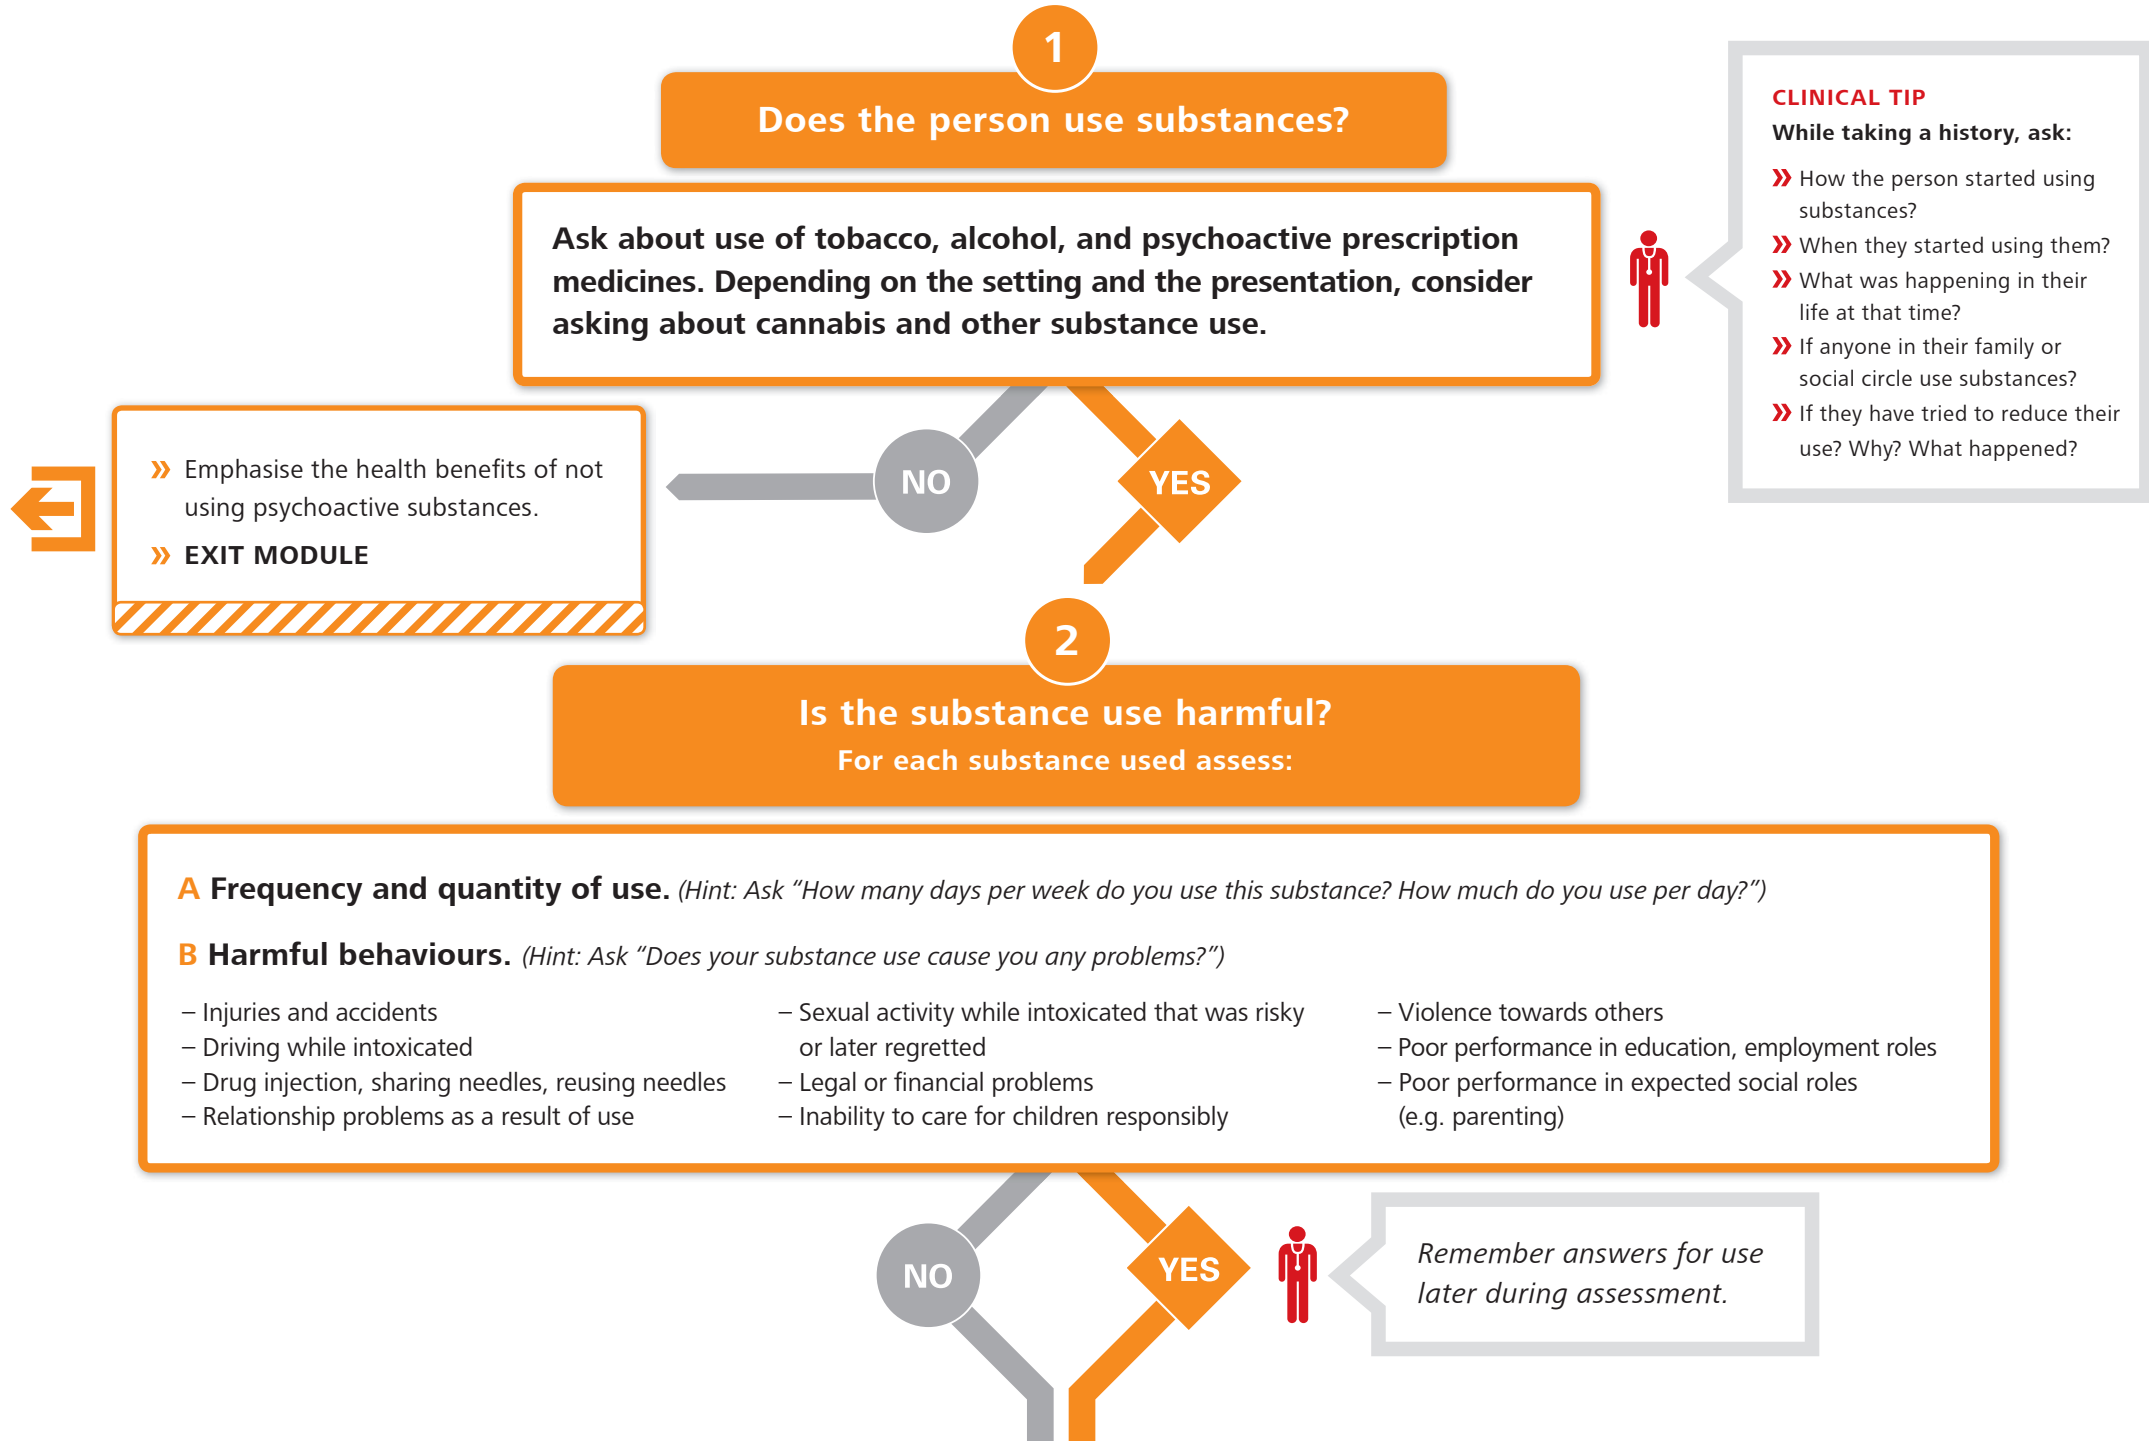 1
Does the person use substances?
Ask about use of tobacco, alcohol, and psychoactive prescription
medicines. Depending on the setting and the presentation, consider
asking about cannabis and other substance use.
CLINICAL TIP
While taking a history, ask:
» How the person started using
substances?
» When they started using them?
» What was happening in their
life at that time?
» If anyone in their family or
social circle use substances?
» If they have tried to reduce their
use? Why? What happened?
NO
YES
» Emphasise the health benefits of not
using psychoactive substances.
» EXIT MODULE
2
Is the substance use harmful?
For each substance used assess:
A Frequency and quantity of use. (Hint: Ask “How many days per week do you use this substance? How much do you use per day?”)
B Harmful behaviours. (Hint: Ask “Does your substance use cause you any problems?”)
– Injuries and accidents
– Driving while intoxicated
– Drug injection, sharing needles, reusing needles
– Relationship problems as a result of use
– Sexual activity while intoxicated that was risky
or later regretted
– Legal or financial problems
– Inability to care for children responsibly
– Violence towards others
– Poor performance in education, employment roles
– Poor performance in expected social roles
(e.g. parenting)
NO
YES
Remember answers for use
later during assessment.